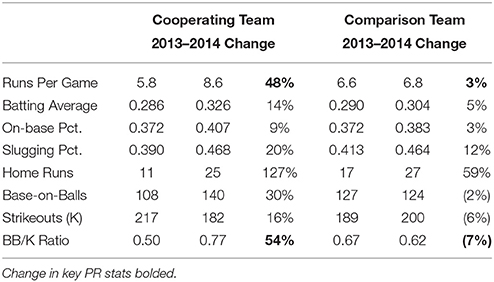 Cooperating Team Comparison Team
2013–2014 Change 2013–2014 Change
Runs Per Game 5.8 8.6 48% 6.6 6.8 3%
Batting Average 0.286 0.326 14% 0.290 0.304 5%
On-base Pct. 0.372 0.407 9% 0.372 0.383 3%
Slugging Pct. 0.390 0.468 20% 0.413 0.464 12%
Home Runs 11 25 127% 17 27 59%
Base-on-Balls 108 140 30% 127 124 (2%)
Strikeouts (K) 217 182 16% 189 200 (6%)
BB/K Ratio 0.50 0.77 54% 0.67 0.62 (7%)
Change in key PR stats bolded.